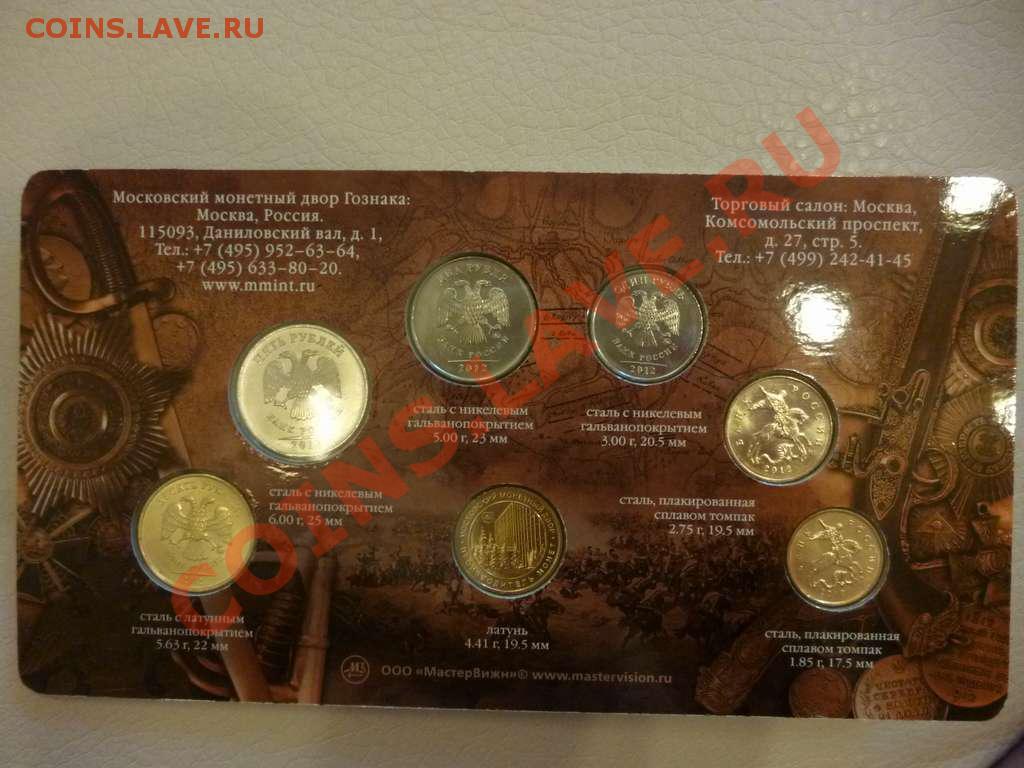 COINS.LAVE.RU
Московский монетный двор Гознака:
Москва, Россия.
115093, Даниловский вал, д. 1,
Тел.: +7 (495) 952–63–64,
+7 (495) 633–80–20.
www.mmint.ru
Торговый салон: Москва,
Комсомольский проспект,
д. 27, стр. 5.
Тел.: +7 (499) 242-41-45
COINS.LAVE.RU
ДВА РУБЛЯ
БАНК РОССИИ
2012
ОДИН РУБЛЬ
БАНК РОССИИ
2012
ПЯТЬ РУБЛЕЙ
БАНК
БАНК РОССИИ
2012
сталь с никелевым
гальванопокрытием
5.00 г, 23 мм
сталь с никелевым
гальванопокрытием
3.00 г, 20.5 мм
сталь с никелевым
гальванопокрытием
6.00 г, 25 мм
сталь, плакированная
сплавом томпак
2.75 г, 19.5 мм
сталь с латунным
гальванопокрытием
5.63 г, 22 мм
латунь
4.41 г, 19.5 мм
сталь, плакированная
сплавом томпак
1.85 г, 17.5 мм
ООО «МастерВижн»© www.mastervision.ru